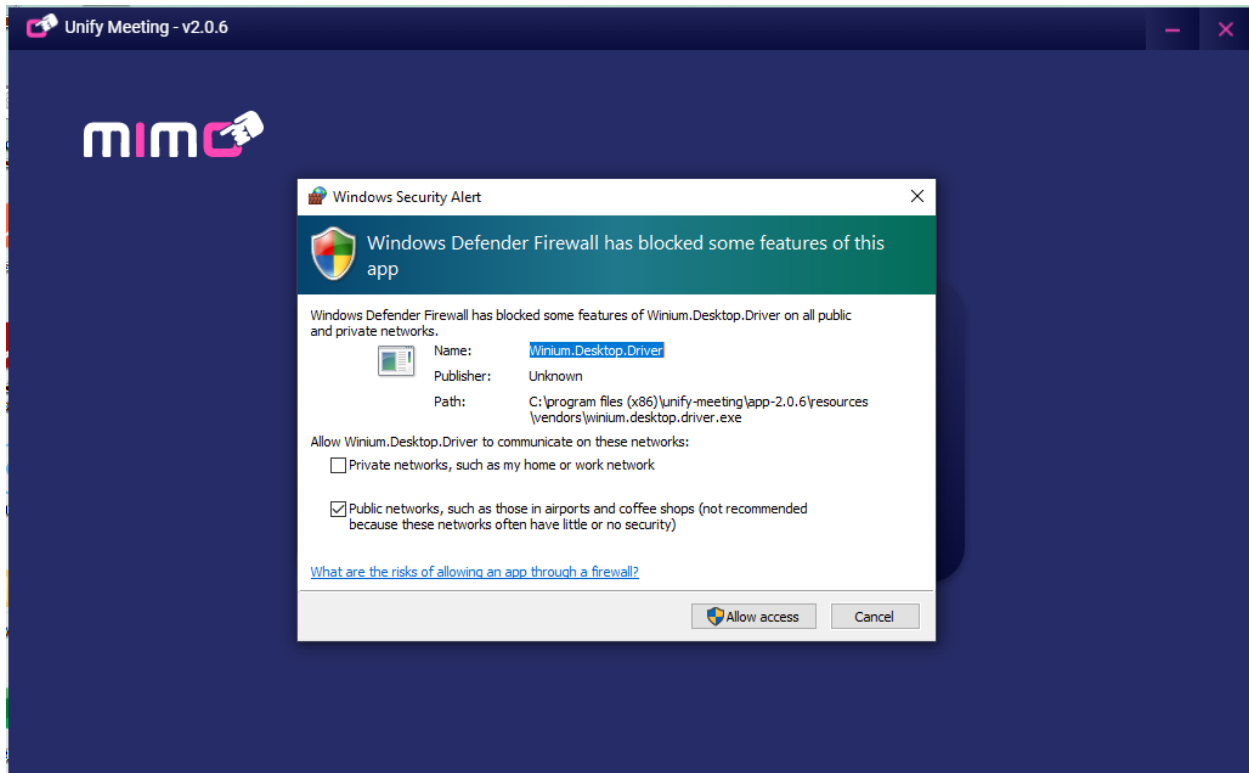 Unify Meeting - v2.0.6
mimo
Windows Security Alert
Windows Defender Firewall has blocked some features of this
app
Windows Defender Firewall has blocked some features of Winium.Desktop.Driver on all public
and private networks.
Name: Winium.Desktop.Driver
Publisher: Unknown
Path: C:\program files (x86)\unify-meeting\app-2.0.6\resources
\vendors\winium.desktop.driver.exe
Allow Winium.Desktop.Driver to communicate on these networks:
Private networks, such as my home or work network
Public networks, such as those in airports and coffee shops (not recommended
because these networks often have little or no security)
What are the risks of allowing an app through a firewall?
Allow access
Cancel